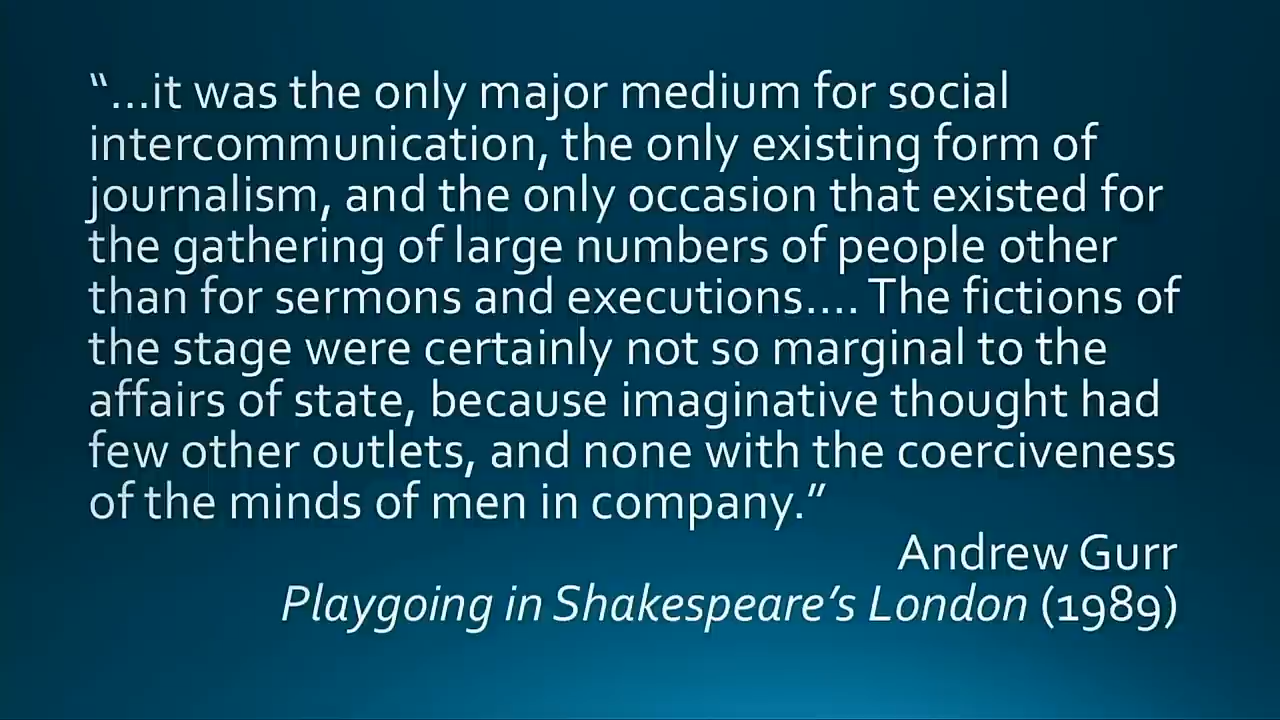 “...it was the only major medium for social
intercommunication, the only existing form of
journalism, and the only occasion that existed for
the gathering of large numbers of people other
than for sermons and executions.... The fictions of
the stage were certainly not so marginal to the
affairs of state, because imaginative thought had
few other outlets, and none with the coerciveness
of the minds of men in company.”
Andrew Gurr
Playgoing in Shakespeare’s London (1989)